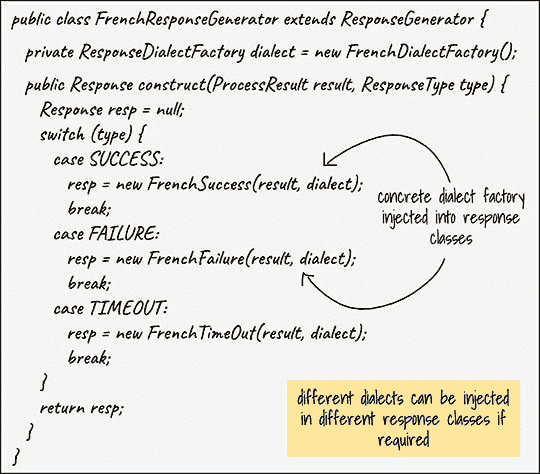 public class FrenchResponseGenerator extends ResponseGenerator {
private ResponseDialectFactory dialect = new FrenchDialectFactory();
public Response construct(ProcessResult result, ResponseType type) {
Response resp = null;
switch (type) {
case SUCCESS:
resp = new FrenchSuccess(result, dialect);
break;
case FAILURE:
resp = new FrenchFailure(result, dialect);
break;
case TIMEOUT:
resp = new FrenchTimeOut(result, dialect);
break;
}
return resp;
}
}
concrete dialect factory
injected into response
classes
different dialects can be injected
in different response classes if
required